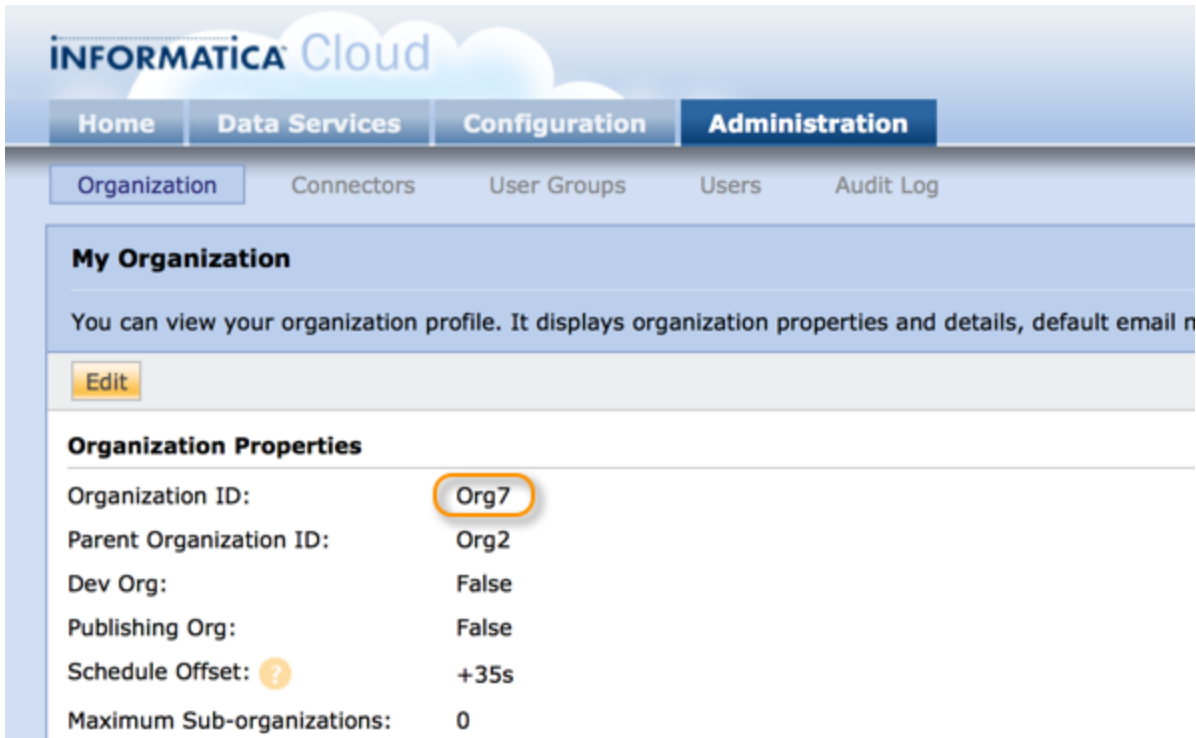 INFORMATICA Cloud
Home Data Services Configuration Administration
Organization Connectors User Groups Users Audit Log
My Organization
You can view your organization profile. It displays organization properties and details, default email n
Edit
Organization Properties
Organization ID: Org7
Parent Organization ID: Org2
Dev Org: False
Publishing Org: False
Schedule Offset: ? +35s
Maximum Sub-organizations: 0